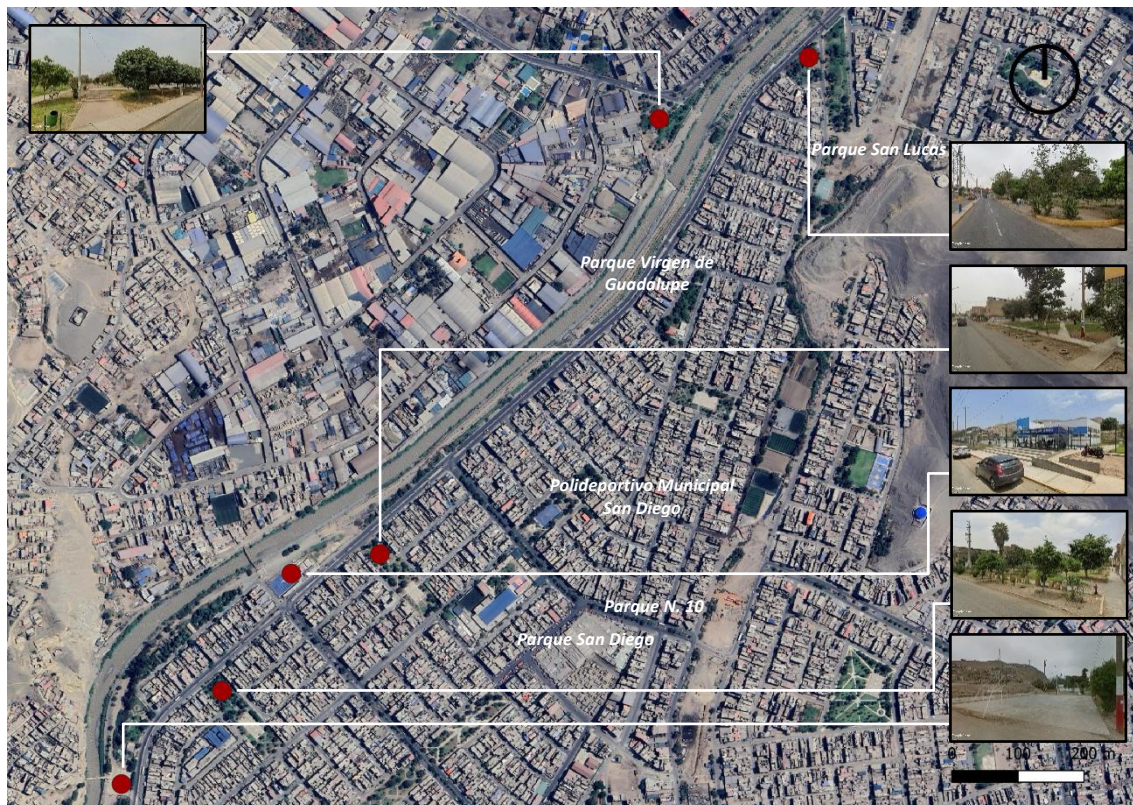 Parque San Lucas
Parque Virgen de
Guadalupe
Polideportivo Municipal
San Diego
Parque N. 10
Parque San Diego
0 100 200 m